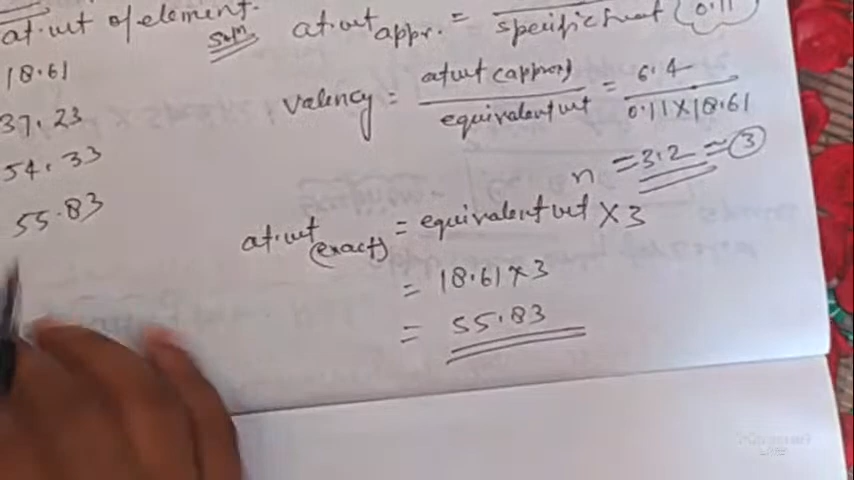 at.wt of element.
18.61
37.23
54.33
55.83
Soln
at.wt appr. = specific heat 0.11
valency = at wt (approx) / equivalent wt = 6.4 / 0.11 X 18.61
n = 3.2 ≈ 3
at.wt (exact) = equivalent wt X 3
= 18.61 X 3
= 55.83